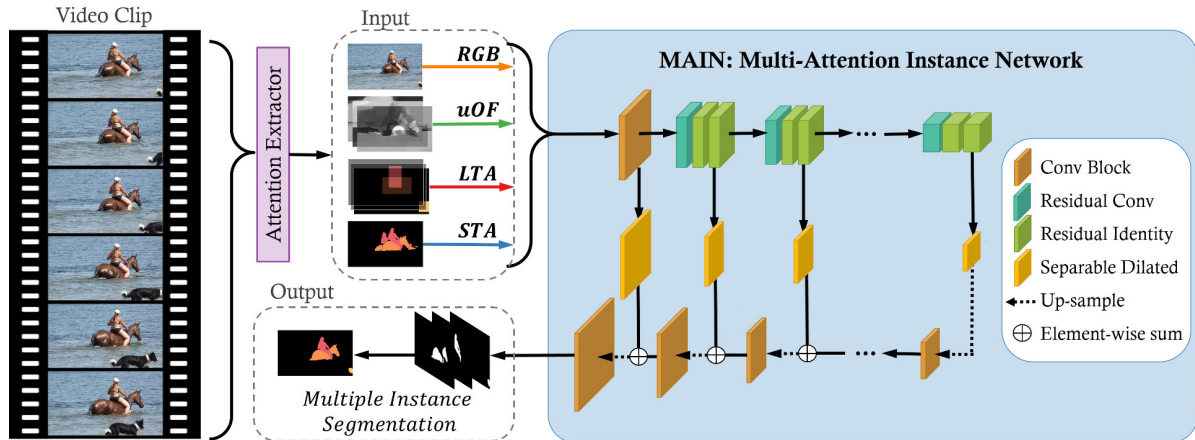 Video Clip
Attention Extractor
Input
RGB
uOF
LTA
STA
Output
Multiple Instance
Segmentation
MAIN: Multi-Attention Instance Network
...
...
Conv Block
Residual Conv
Residual Identity
Separable Dilated
Up-sample
Element-wise sum